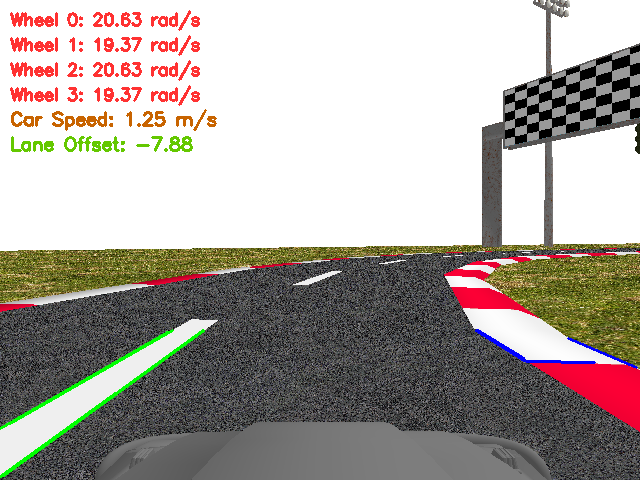 Wheel 0: 20.63 rad/s
Wheel 1: 19.37 rad/s
Wheel 2: 20.63 rad/s
Wheel 3: 19.37 rad/s
Car Speed: 1.25 m/s
Lane Offset: -7.88